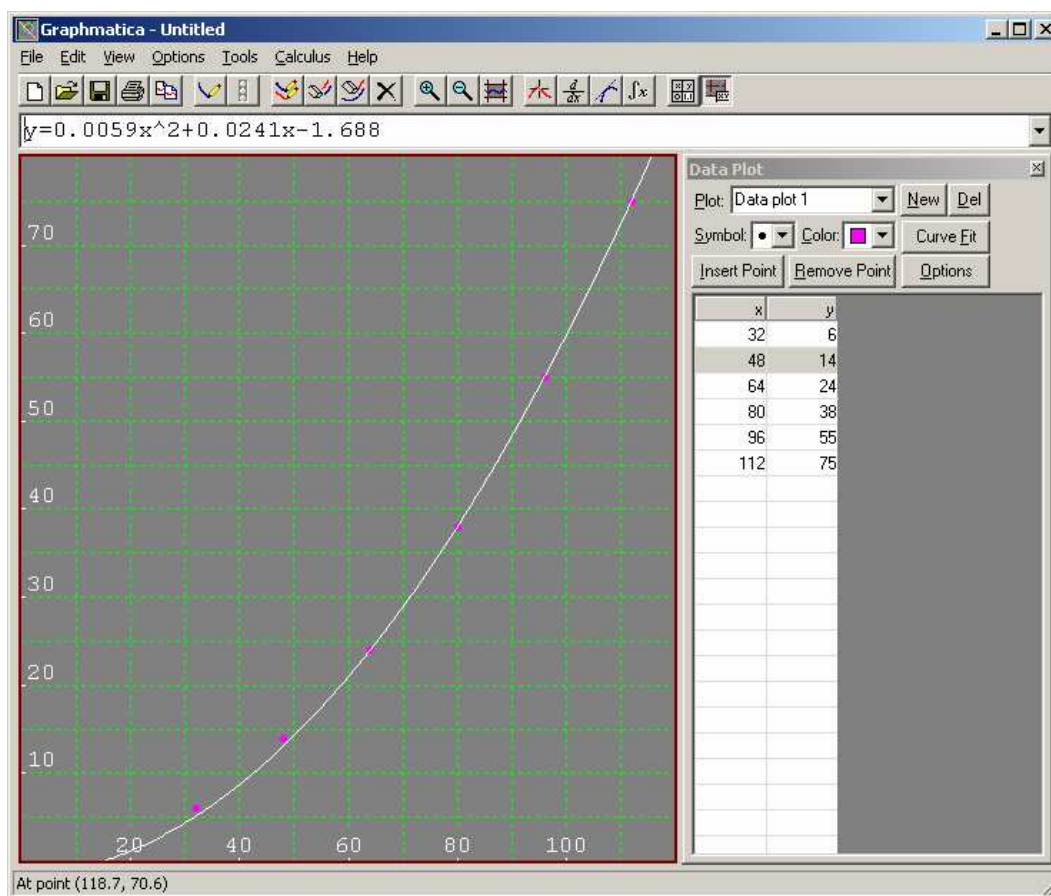 Graphmatica - Untitled
File Edit View Options Tools Calculus Help
y=0.0059x^2+0.0241x-1.688
70
60
50
40
30
20
10
20 40 60 80 100
Data Plot
Plot: Data plot 1 New Del
Symbol: Color: Curve Fit
Insert Point Remove Point Options
x y
32 6
48 14
64 24
80 38
96 55
112 75
At point (118.7, 70.6)